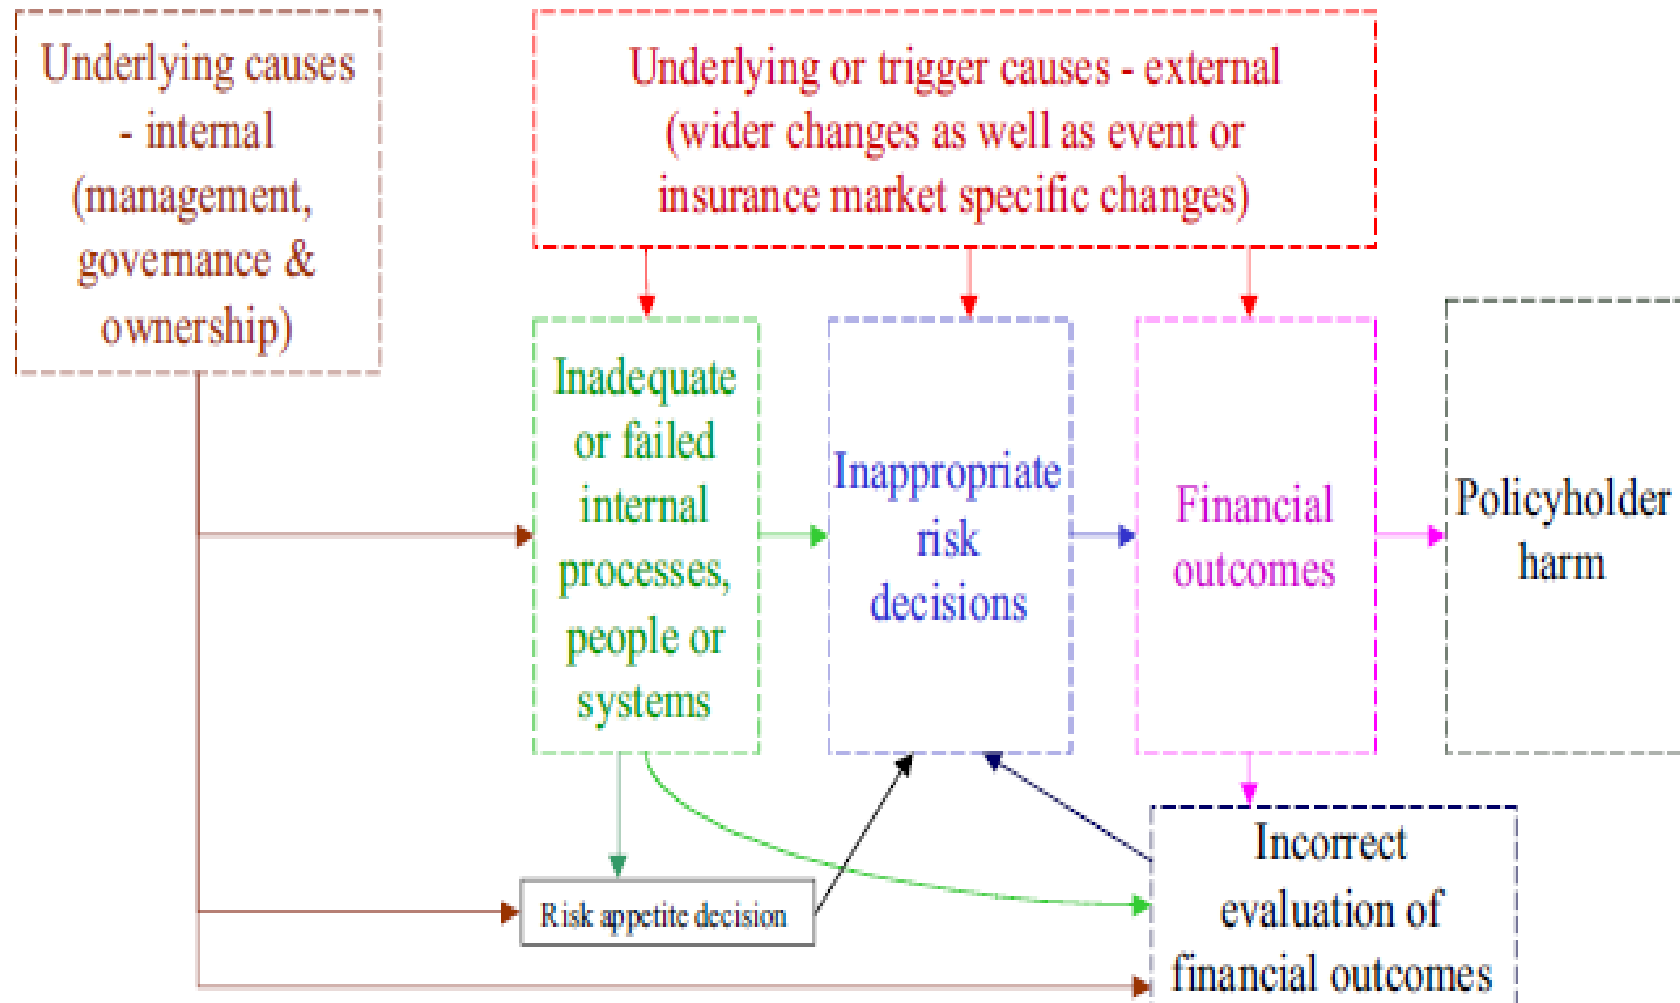 Underlying causes
- internal
(management,
governance &
ownership)
Underlying or trigger causes - external
(wider changes as well as event or
insurance market specific changes)
Inadequate
or failed
internal
processes,
people or
systems
Inappropriate
risk
decisions
Financial
outcomes
Policyholder
harm
Risk appetite decision
Incorrect
evaluation of
financial outcomes